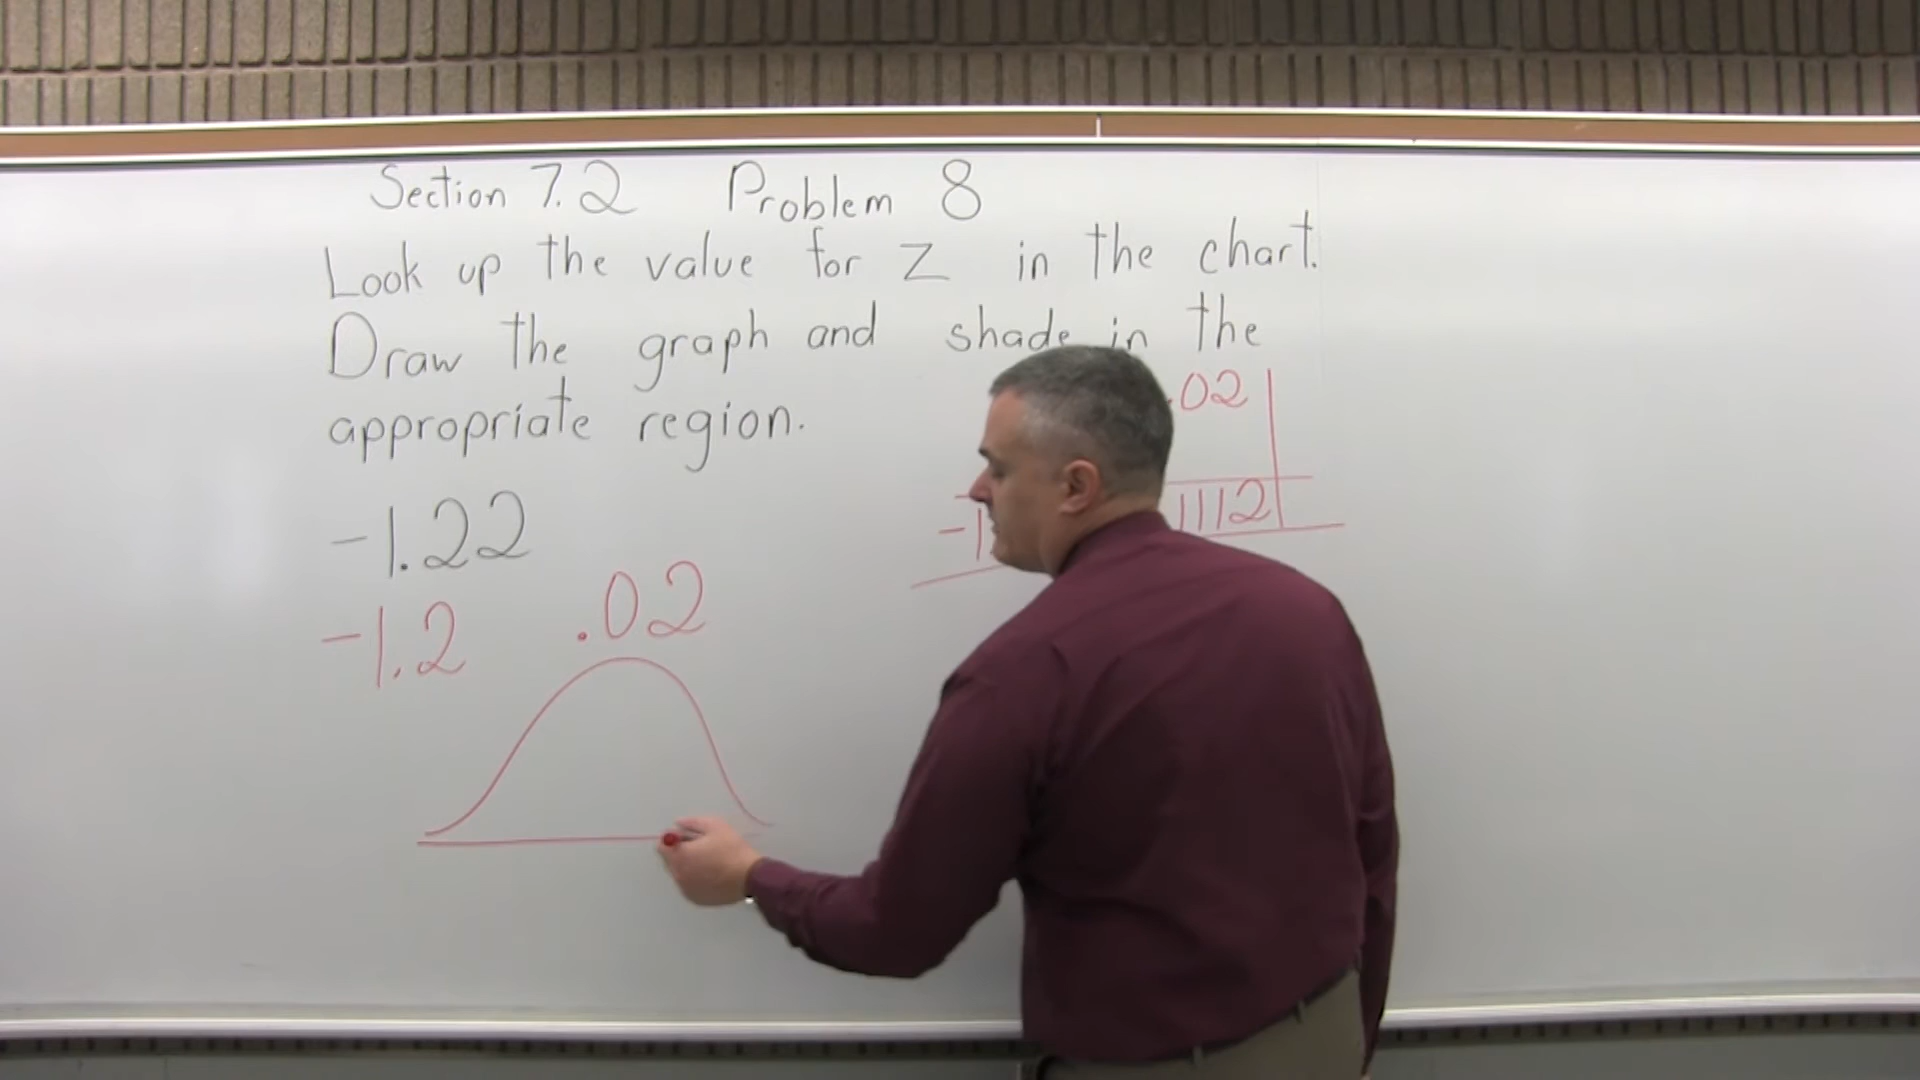 Section 7.2 Problem 8
Look up the value for Z in the chart.
Draw the graph and shade in the
appropriate region.
.02
-1.22
1112
-1.2 .02